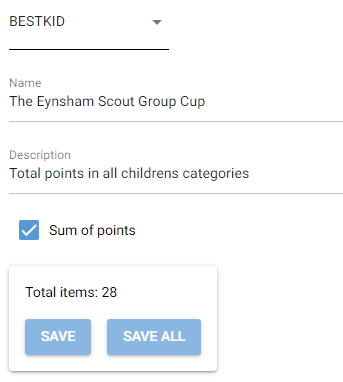 BESTKID
Name
The Eynsham Scout Group Cup
Description
Total points in all childrens categories
Sum of points
Total items: 28
SAVE SAVE ALL